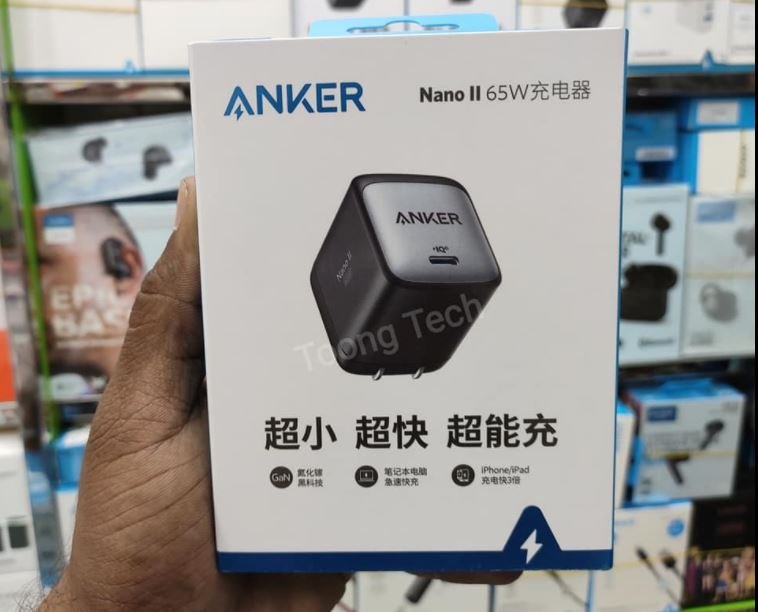 ANKER
Nano II 65W充电器
ANKER
IQ
Nano II
Toong Tech
超小 超快 超能充
GaN
氮化镓
黑科技
笔记本电脑
急速快充
iPhone/iPad
充电快3倍